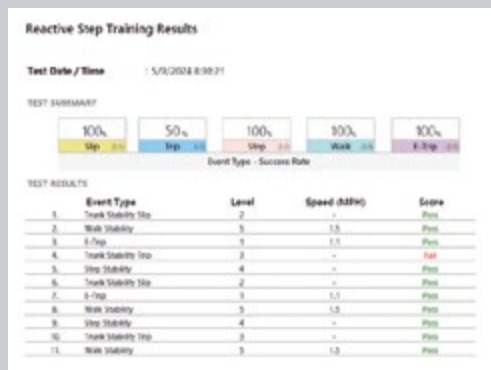 Reactive Step Training Results
Test Date / Time :
TEST SUMMARY
100% 50% 100% 100% 100%
Slip Trip Step Walk E-Trip
Event Type - Success Rate
TEST RESULTS
Event Type Level Speed (MPH) Score
1. Trunk Stability Slip 2 - Pass
2. Walk Stability 5 1.5 Pass
3. E-Trip 1.1 Pass
4. Trunk Stability Trip 3 - Fail
5. Step Stability 4 - Pass
6. Trunk Stability Slip 2 - Pass
7. E-Trip 1.1 Pass
8. Walk Stability 5 1.5 Pass
9. Step Stability 4 - Pass
10. Trunk Stability Trip 3 - Pass
11. Walk Stability 5 1.5 Pass